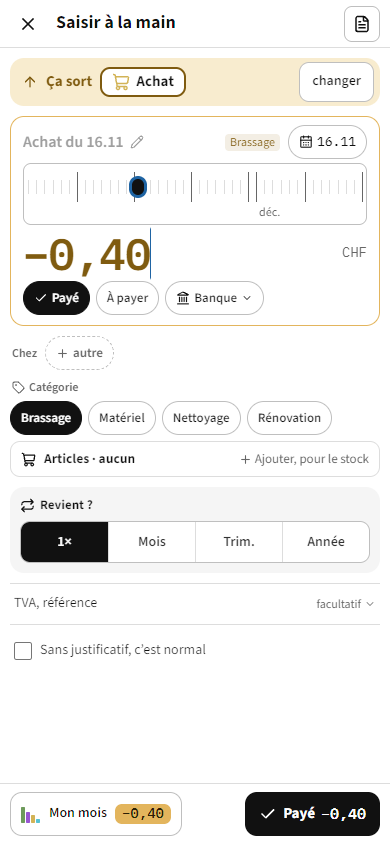 Saisir à la main
Ça sort
Achat
changer
Achat du 16.11
Brassage
16.11
déc.
−0,40
CHF
Payé
À payer
Banque
Chez
+ autre
Catégorie
Brassage
Matériel
Nettoyage
Rénovation
Articles · aucun
+ Ajouter, pour le stock
Revient ?
1×
Mois
Trim.
Année
TVA, référence
facultatif
Sans justificatif, c’est normal
Mon mois
−0,40
Payé −0,40